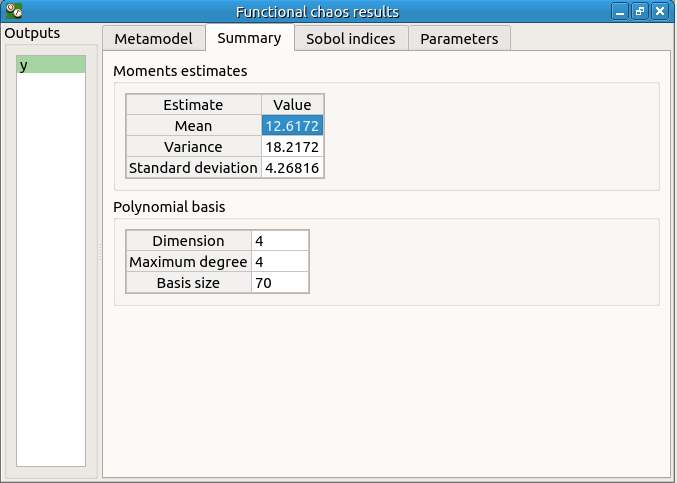 Functional chaos results
Outputs
Metamodel Summary Sobol indices Parameters
y
Moments estimates
Estimate Value
Mean 12.6172
Variance 18.2172
Standard deviation 4.26816
Polynomial basis
Dimension 4
Maximum degree 4
Basis size 70